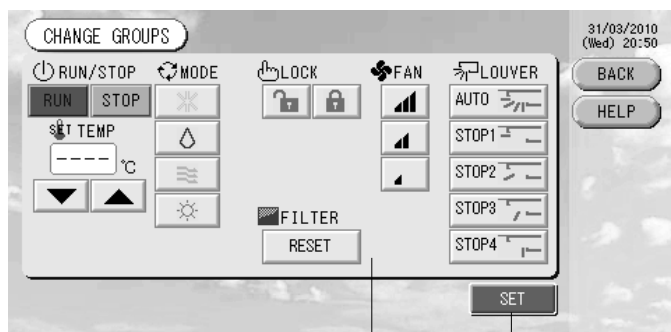 CHANGE GROUPS
31/03/2010
(Wed) 20:50
RUN/STOP
MODE
LOCK
FAN
LOUVER
BACK
RUN
STOP
AUTO
HELP
SET TEMP
STOP1
----℃
STOP2
STOP3
FILTER
RESET
STOP4
SET